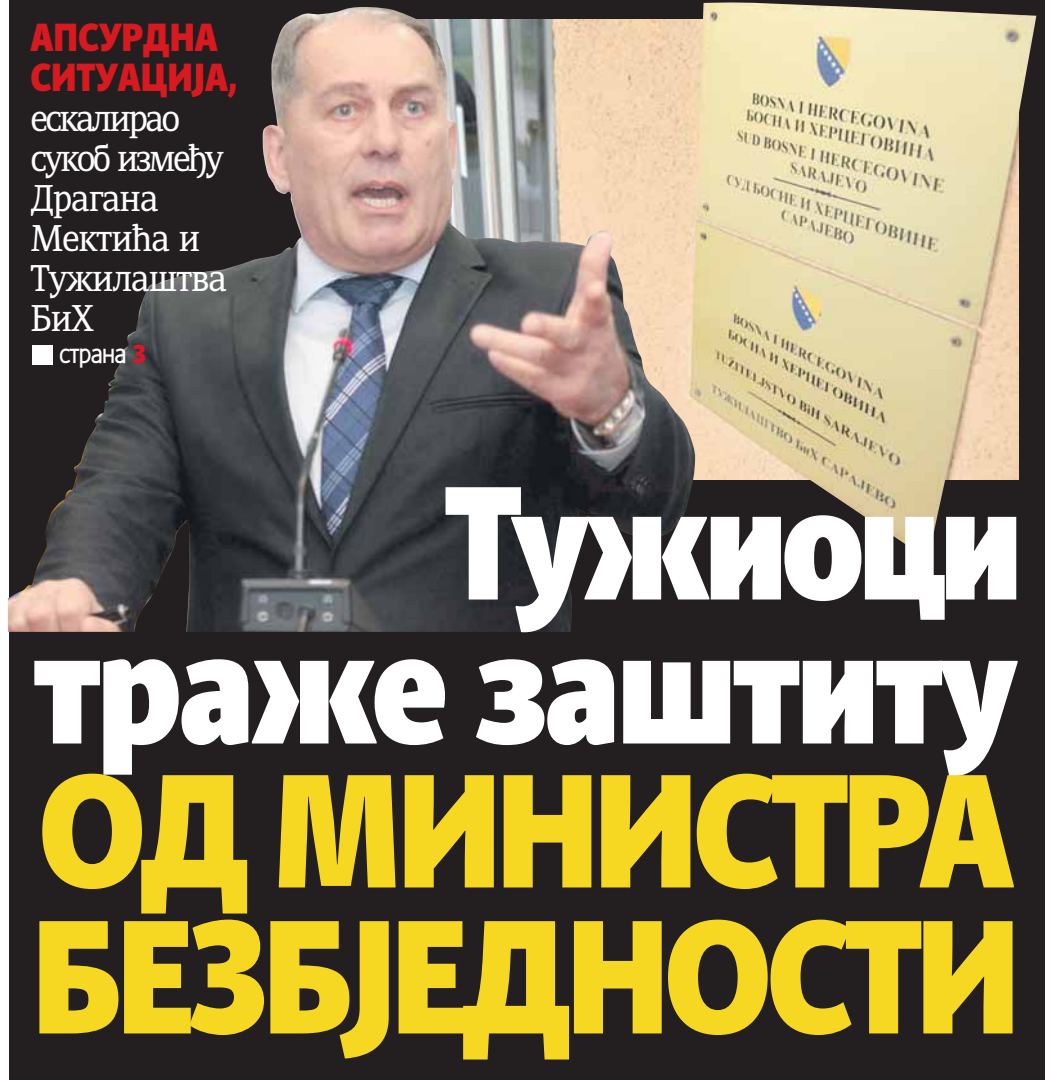 АПСУРДНА
СИТУАЦИЈА,
ескалирао
сукоб између
Драгана
Мектића и
Тужилаштва
БиХ
страна 3
BOSNA I HERCEGOVINA
БОСНА И ХЕРЦЕГОВИНА
SUD BOSNE I HERCEGOVINE
SARAJEVO
СУД БОСНЕ И ХЕРЦЕГОВИНЕ
САРАЈЕВО
BOSNA I HERCEGOVINA
БОСНА И ХЕРЦЕГОВИНА
TUŽITELJSTVO BiH SARAJEVO
ТУЖИЛАШТВО БиХ САРАЈЕВО
Тужиоци
траже заштиту
ОД МИНИСТРА
БЕЗБЈЕДНОСТИ